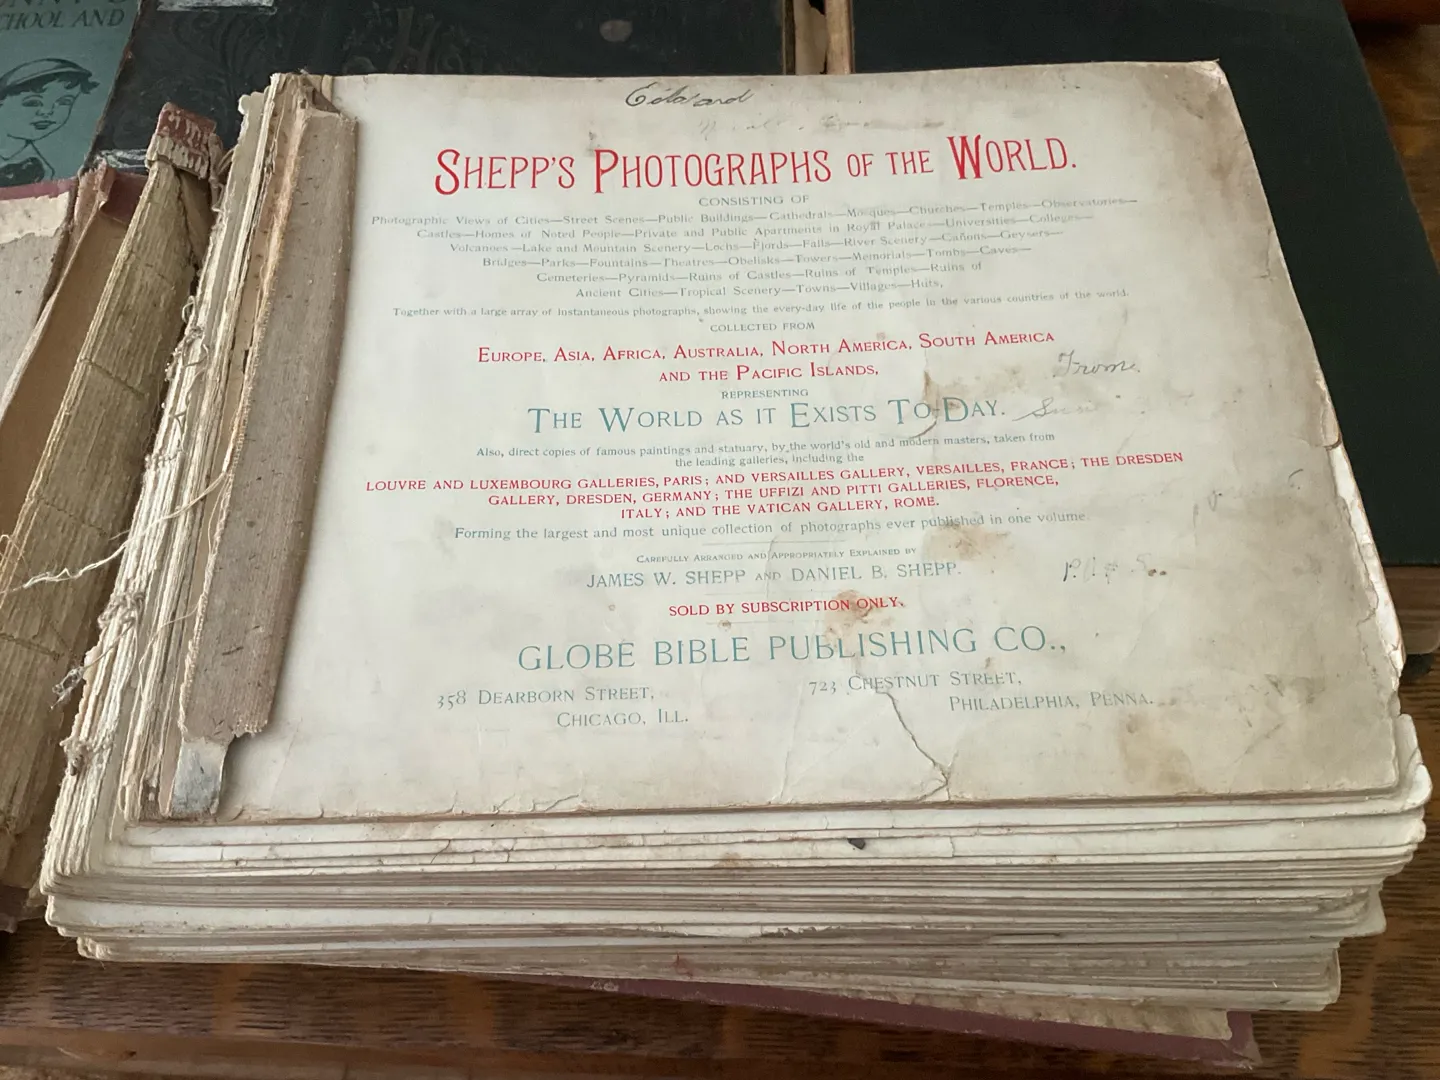 CHOOL AND
Edward
SHEPP'S PHOTOGRAPHS OF THE WORLD.
CONSISTING OF
Photographic Views of Cities—Street Scenes—Public Buildings—Cathedrals—Mosques—Churches—Temples—Observatories—
Castles—Homes of Noted People—Private and Public Apartments in Royal Palace—Universities—Colleges—
Volcanoes—Lake and Mountain Scenery—Lochs—Fjords—Falls—River Scenery—Cañons—Geysers—
Bridges—Parks—Fountains—Theatres—Obelisks—Towers—Memorials—Tombs—Caves—
Cemeteries—Pyramids—Ruins of Castles—Ruins of Temples—Ruins of
Ancient Cities—Tropical Scenery—Towns—Villages—Huts,
Together with a large array of instantaneous photographs, showing the every-day life of the people in the various countries of the world.
COLLECTED FROM
EUROPE, ASIA, AFRICA, AUSTRALIA, NORTH AMERICA, SOUTH AMERICA
AND THE PACIFIC ISLANDS,
From
REPRESENTING
THE WORLD AS IT EXISTS TO-DAY.
Also, direct copies of famous paintings and statuary, by the world's old and modern masters, taken from
the leading galleries, including the
LOUVRE AND LUXEMBOURG GALLERIES, PARIS; AND VERSAILLES GALLERY, VERSAILLES, FRANCE; THE DRESDEN
GALLERY, DRESDEN, GERMANY; THE UFFIZI AND PITTI GALLERIES, FLORENCE,
ITALY; AND THE VATICAN GALLERY, ROME.
Forming the largest and most unique collection of photographs ever published in one volume.
CAREFULLY ARRANGED AND APPROPRIATELY EXPLAINED BY
JAMES W. SHEPP AND DANIEL B. SHEPP.
SOLD BY SUBSCRIPTION ONLY.
GLOBE BIBLE PUBLISHING CO.,
358 DEARBORN STREET,
CHICAGO, ILL.
723 CHESTNUT STREET,
PHILADELPHIA, PENNA.